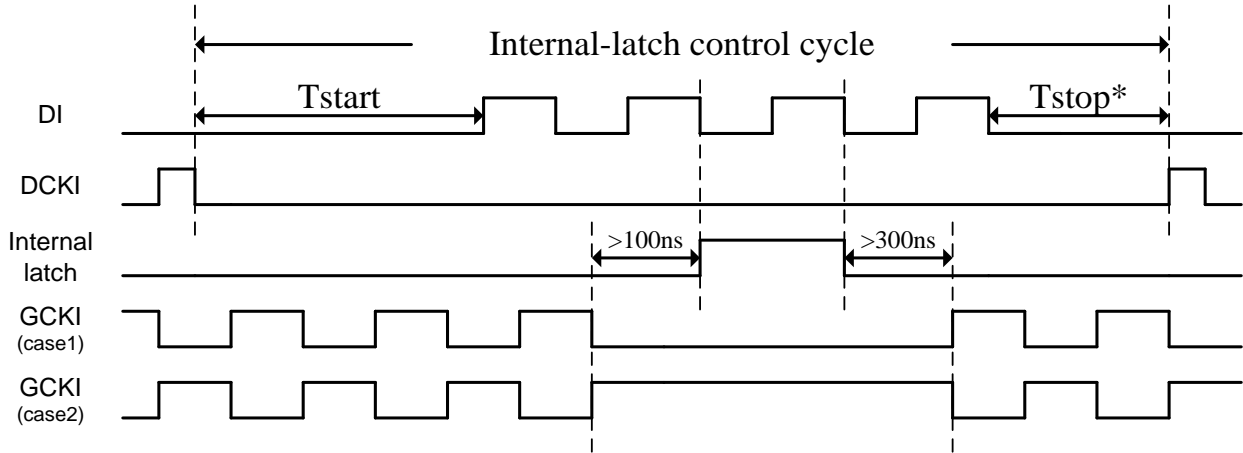 Internal-latch control cycle
Tstart
Tstop*
DI
DCKI
Internal
latch
>100ns
>300ns
GCKI
(case1)
GCKI
(case2)